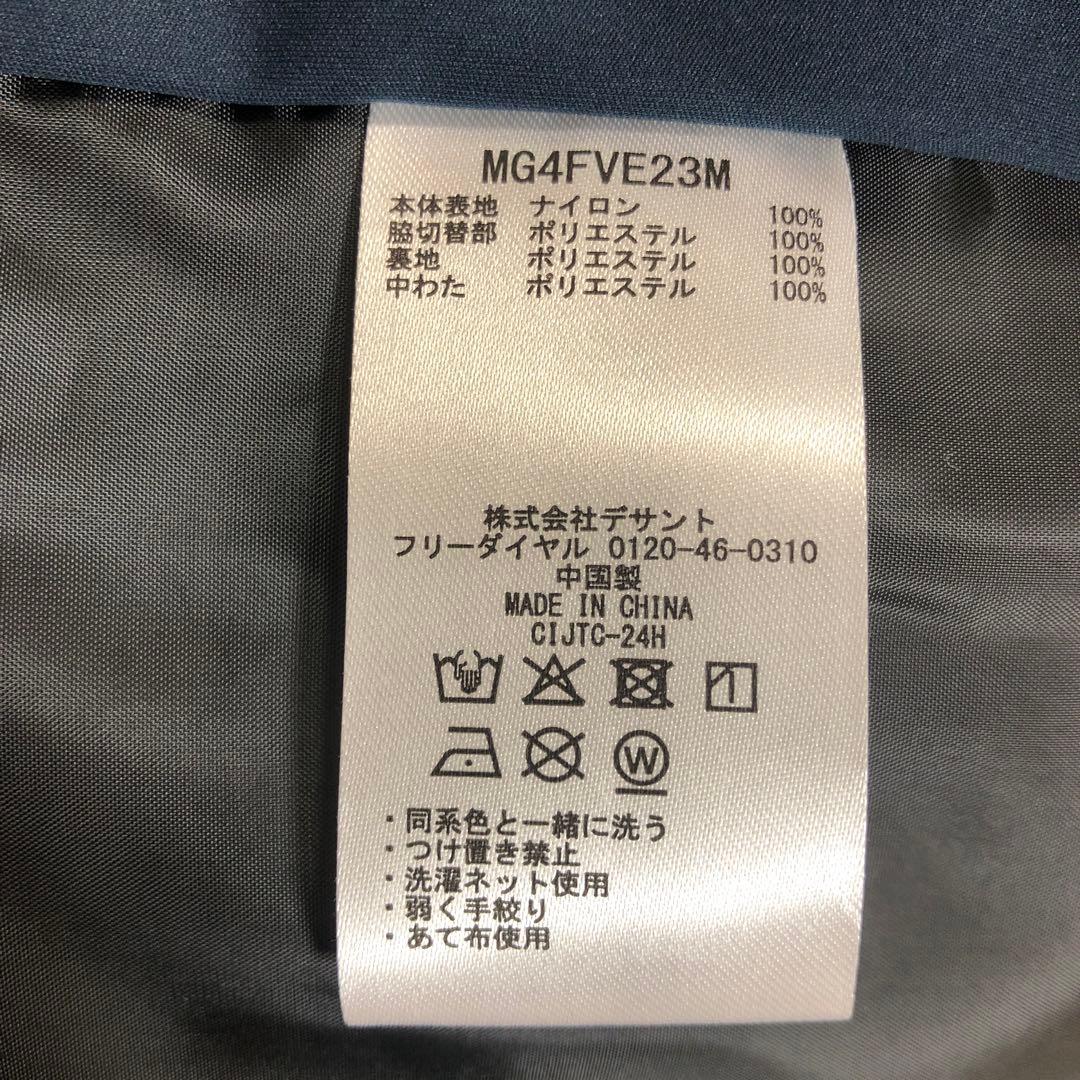 MG4FVE23M
本体表地 ナイロン 100%
脇切替部 ポリエステル 100%
裏地 ポリエステル 100%
中わた ポリエステル 100%
株式会社デサント
フリーダイヤル 0120-46-0310
中国製
MADE IN CHINA
CIJTC-24H
W
・同系色と一緒に洗う
・つけ置き禁止
・洗濯ネット使用
・弱く手絞り
・あて布使用